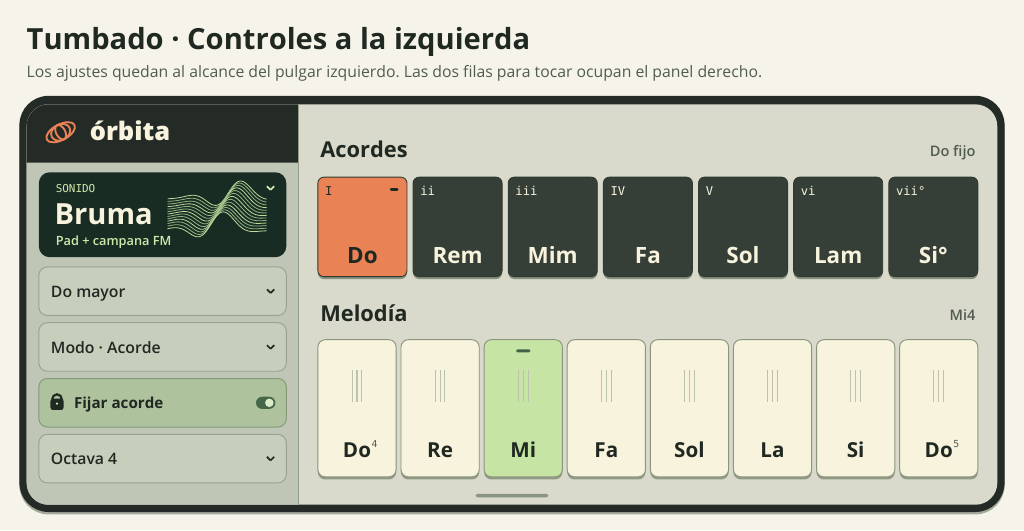 Tumbado · Controles a la izquierda
Los ajustes quedan al alcance del pulgar izquierdo. Las dos filas para tocar ocupan el panel derecho.
órbita
SONIDO
Bruma
Pad + campana FM
Do mayor
Modo · Acorde
Fijar acorde
Octava 4
Acordes
Do fijo
I ii iii IV V vi vii°
Do Rem Mim Fa Sol Lam Si°
Melodía
Mi4
Do⁴ Re Mi Fa Sol La Si Do⁵